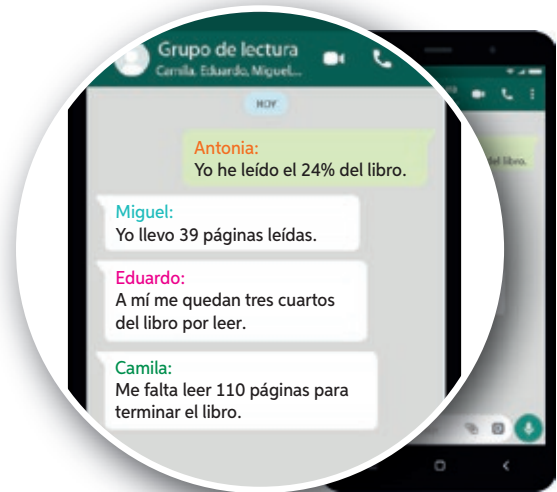 Grupo de lectura
Camila, Eduardo, Miguel...
HOY
Antonia:
Yo he leído el 24% del libro.
Miguel:
Yo llevo 39 páginas leídas.
Eduardo:
A mí me quedan tres cuartos
del libro por leer.
Camila:
Me falta leer 110 páginas para
terminar el libro.
del libro.